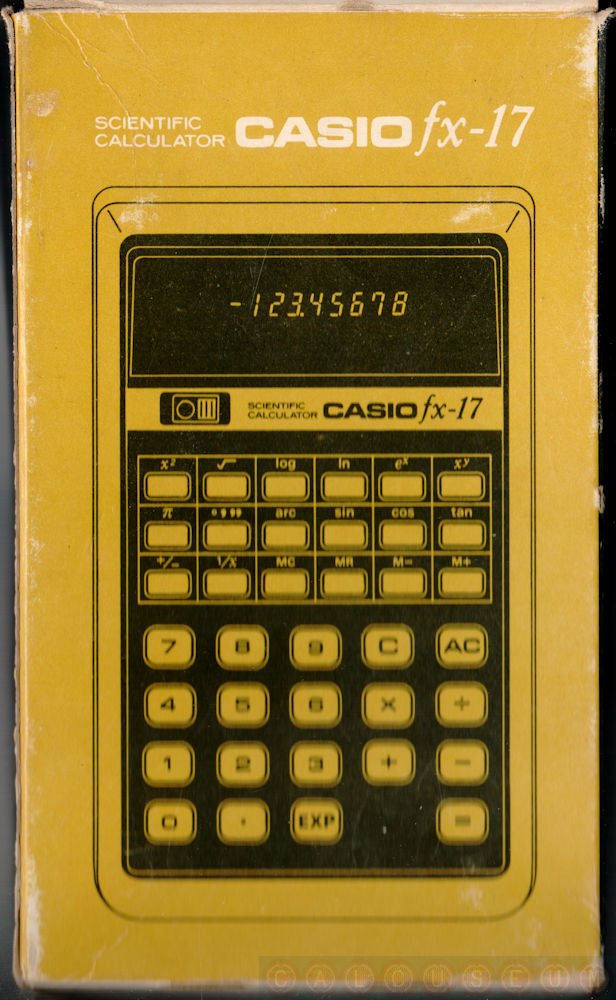 SCIENTIFIC
CALCULATOR CASIO fx-17
-123.45678
SCIENTIFIC
CALCULATOR CASIO fx-17
x² √ log ln eˣ xʸ
π ° ' " arc sin cos tan
+/− 1/x MC MR M− M+
7 8 9 C AC
4 5 6 × ÷
1 2 3 + −
0 · EXP =
CALOUSEUM